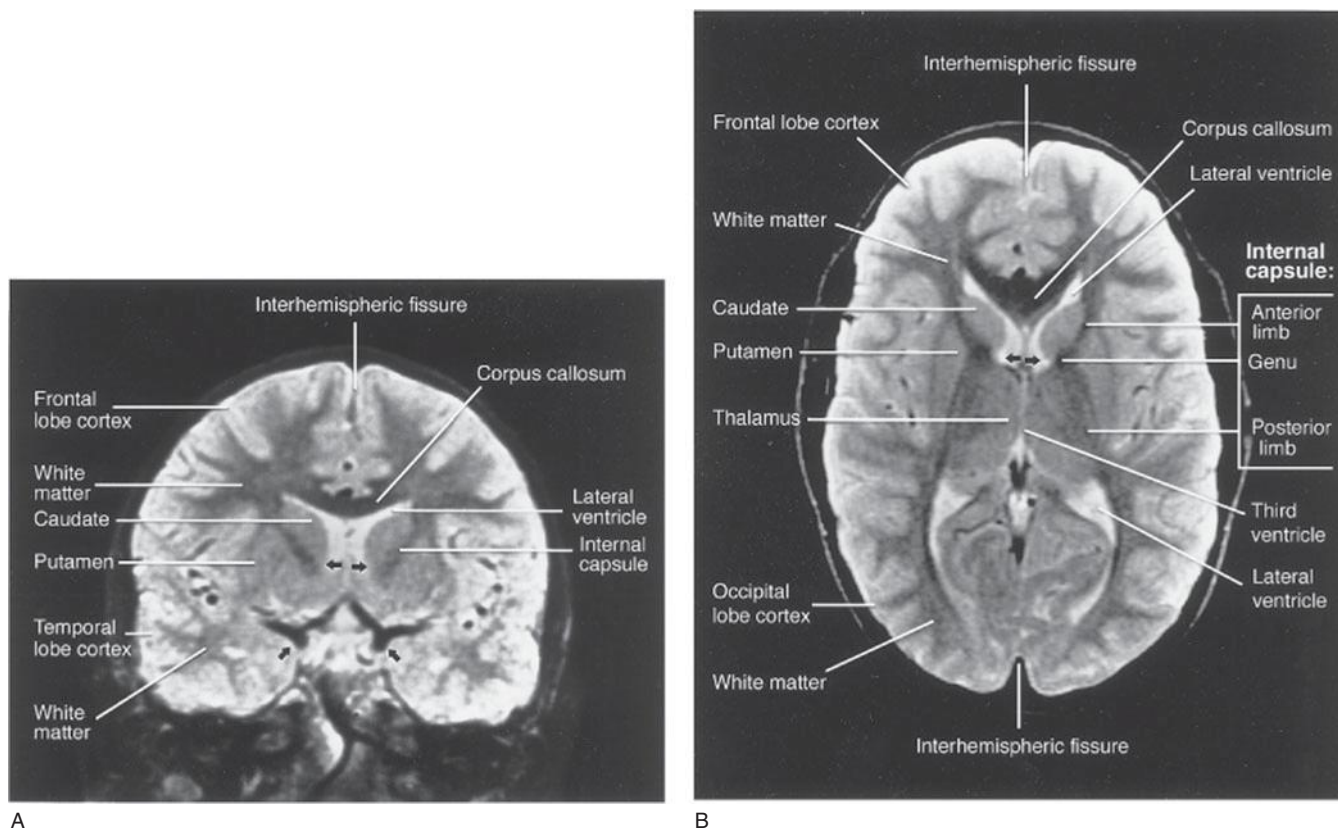 Interhemispheric fissure
Corpus callosum
Frontal
lobe cortex
White
matter
Caudate
Putamen
Temporal
lobe cortex
White
matter
Lateral
ventricle
Internal
capsule
A
Interhemispheric fissure
Frontal lobe cortex
White matter
Caudate
Putamen
Thalamus
Occipital
lobe cortex
White matter
Corpus callosum
Lateral ventricle
Internal
capsule:
Anterior
limb
Genu
Posterior
limb
Third
ventricle
Lateral
ventricle
Interhemispheric fissure
B